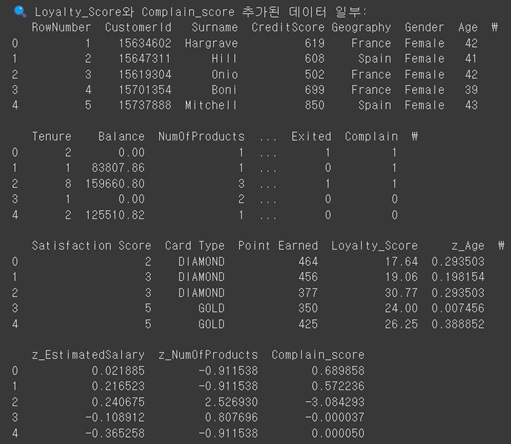 🔍 Loyalty_Score와 Complain_score 추가된 데이터 일부:
RowNumber CustomerId Surname CreditScore Geography Gender Age ₩
0 1 15634602 Hargrave 619 France Female 42
1 2 15647311 Hill 608 Spain Female 41
2 3 15619304 Onio 502 France Female 42
3 4 15701354 Boni 699 France Female 39
4 5 15737888 Mitchell 850 Spain Female 43
Tenure Balance NumOfProducts ... Exited Complain ₩
0 2 0.00 1 ... 1 1
1 1 83807.86 1 ... 0 1
2 8 159660.80 3 ... 1 1
3 1 0.00 2 ... 0 0
4 2 125510.82 1 ... 0 0
Satisfaction Score Card Type Point Earned Loyalty_Score z_Age ₩
0 2 DIAMOND 464 17.64 0.293503
1 3 DIAMOND 456 19.06 0.198154
2 3 DIAMOND 377 30.77 0.293503
3 5 GOLD 350 24.00 0.007456
4 5 GOLD 425 26.25 0.388852
z_EstimatedSalary z_NumOfProducts Complain_score
0 0.021885 -0.911538 0.689858
1 0.216523 -0.911538 0.572236
2 0.240675 2.526930 -3.084293
3 -0.108912 0.807696 -0.000037
4 -0.365258 -0.911538 0.000050